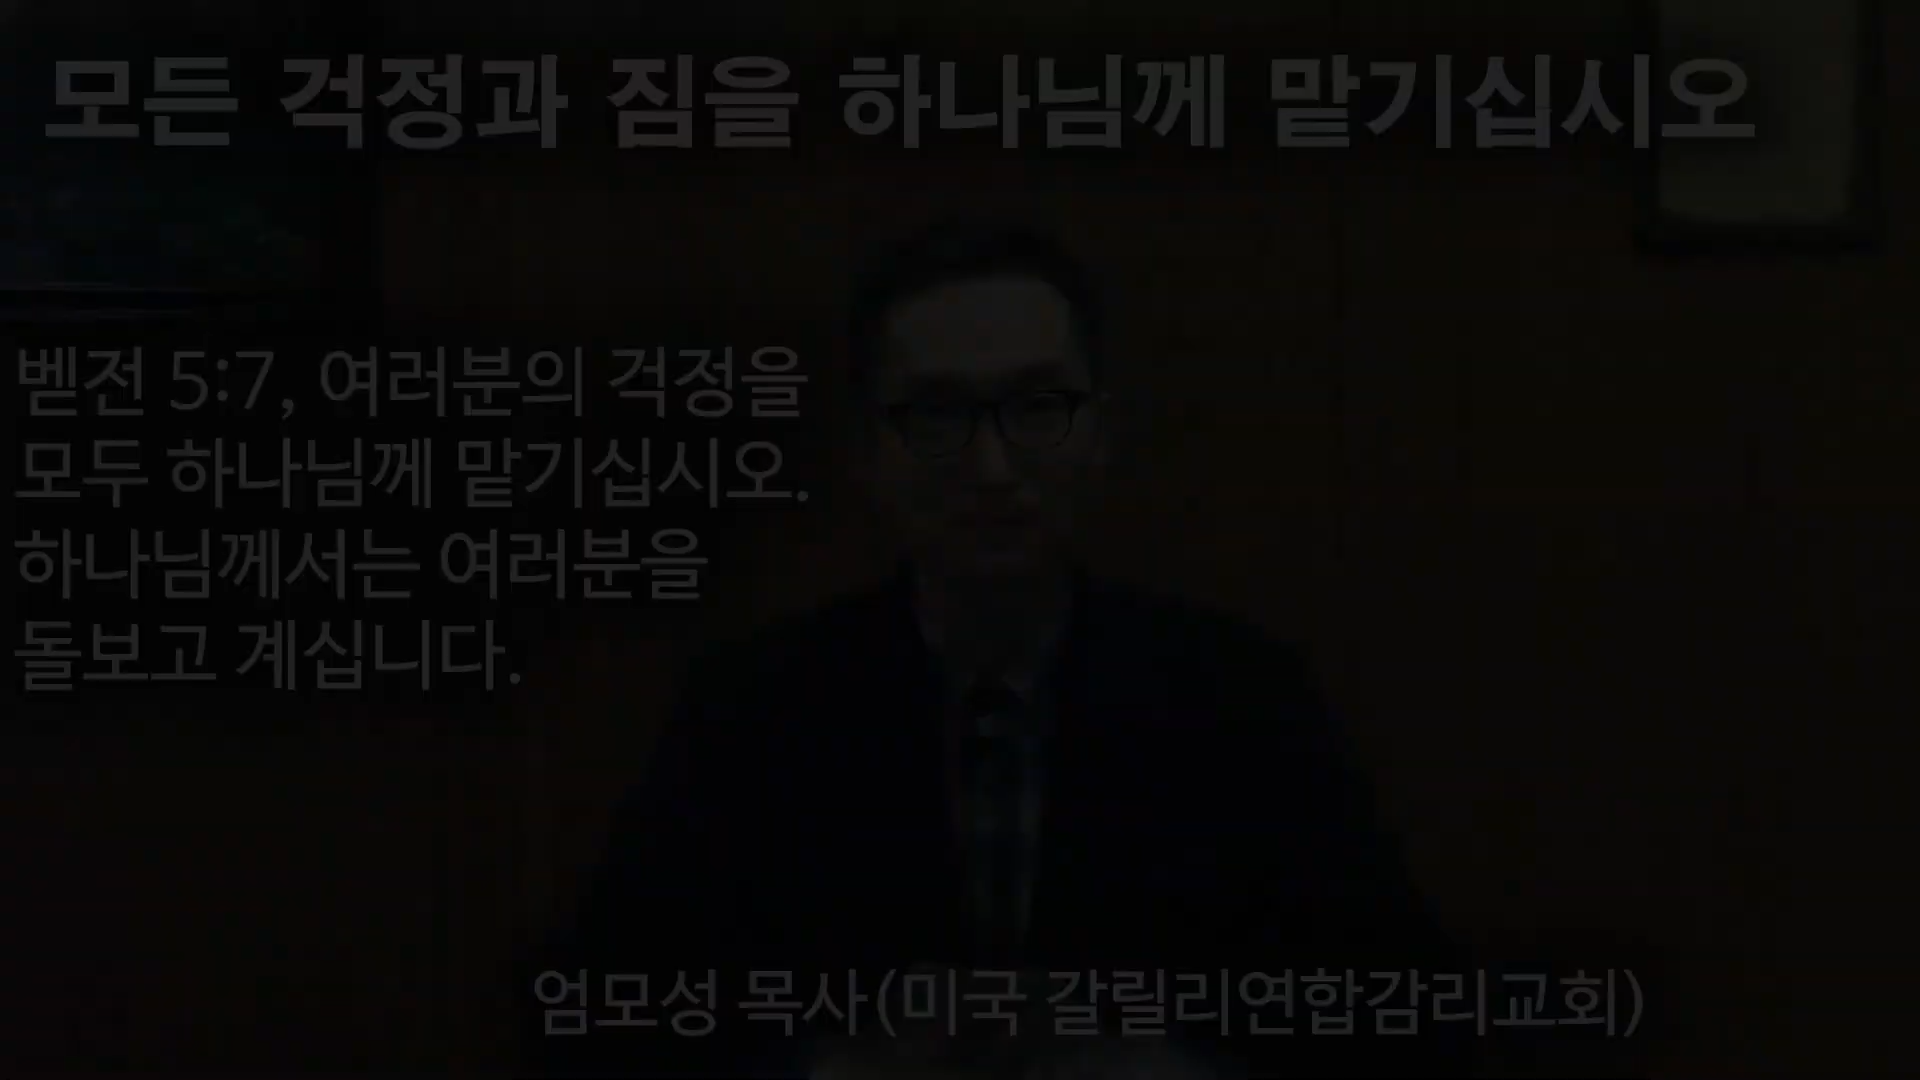 모든 걱정과 짐을 하나님께 맡기십시오
벧전 5:7, 여러분의 걱정을
모두 하나님께 맡기십시오.
하나님께서는 여러분을
돌보고 계십니다.
엄모성 목사(미국 갈릴리연합감리교회)